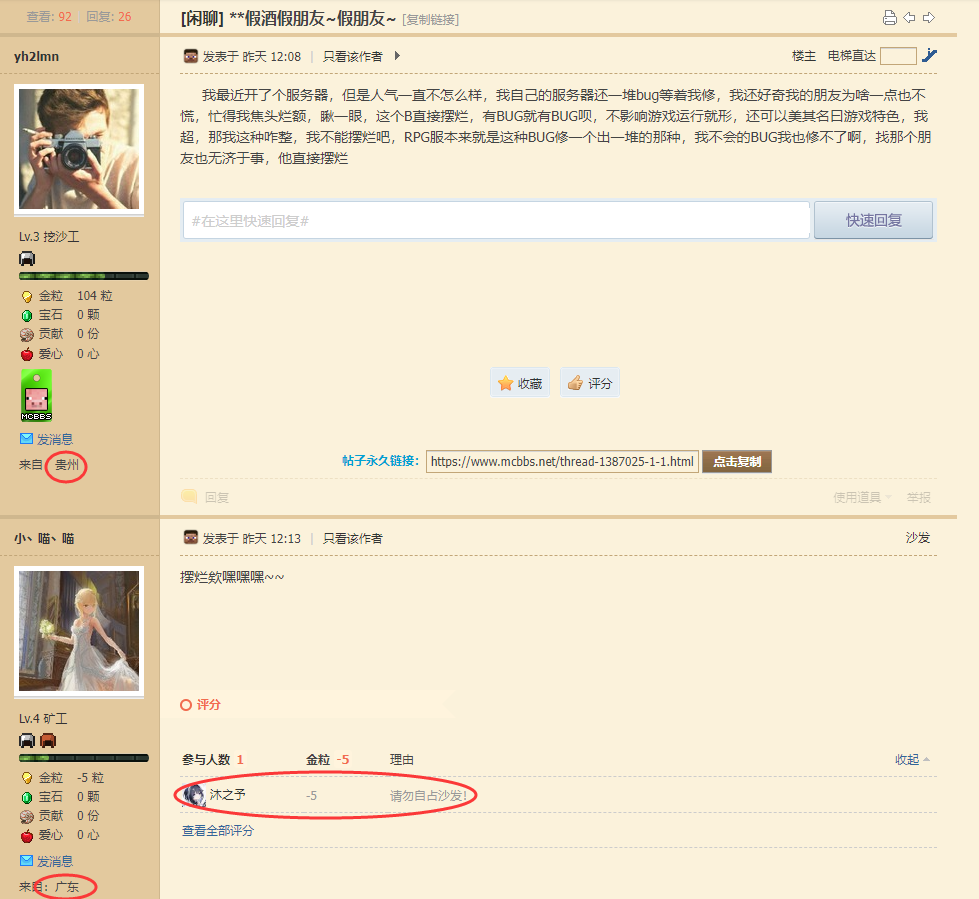 查看: 92 回复: 26
[闲聊] **假酒假朋友~假朋友~ [复制链接]
yh2lmn
发表于 昨天 12:08 | 只看该作者
楼主 电梯直达
我最近开了个服务器，但是人气一直不怎么样，我自己的服务器还一堆bug等着我修，我还好奇我的朋友为啥一点也不
慌，忙得我焦头烂额，瞅一眼，这个B直接摆烂，有BUG就有BUG呗，不影响游戏运行就形，还可以美其名曰游戏特色，我
超，那我这种咋整，我不能摆烂吧，RPG服本来就是这种BUG修一个出一堆的那种，我不会的BUG我也修不了啊，找那个朋
友也无济于事，他直接摆烂
#在这里快速回复#
快速回复
Lv.3 挖沙工
金粒 104 粒
宝石 0 颗
贡献 0 份
爱心 0 心
MCBBS
收藏
评分
发消息
来自 贵州
帖子永久链接: https://www.mcbbs.net/thread-1387025-1-1.html 点击复制
回复
使用道具 举报
小丶喵丶喵
发表于 昨天 12:13 | 只看该作者
沙发
摆烂欸嘿嘿嘿~~
评分
Lv.4 矿工
参与人数 1 金粒 -5 理由 收起
金粒 -5 粒
宝石 0 颗
贡献 0 份
爱心 0 心
沐之予 -5 请勿自占沙发!
查看全部评分
发消息
来自: 广东